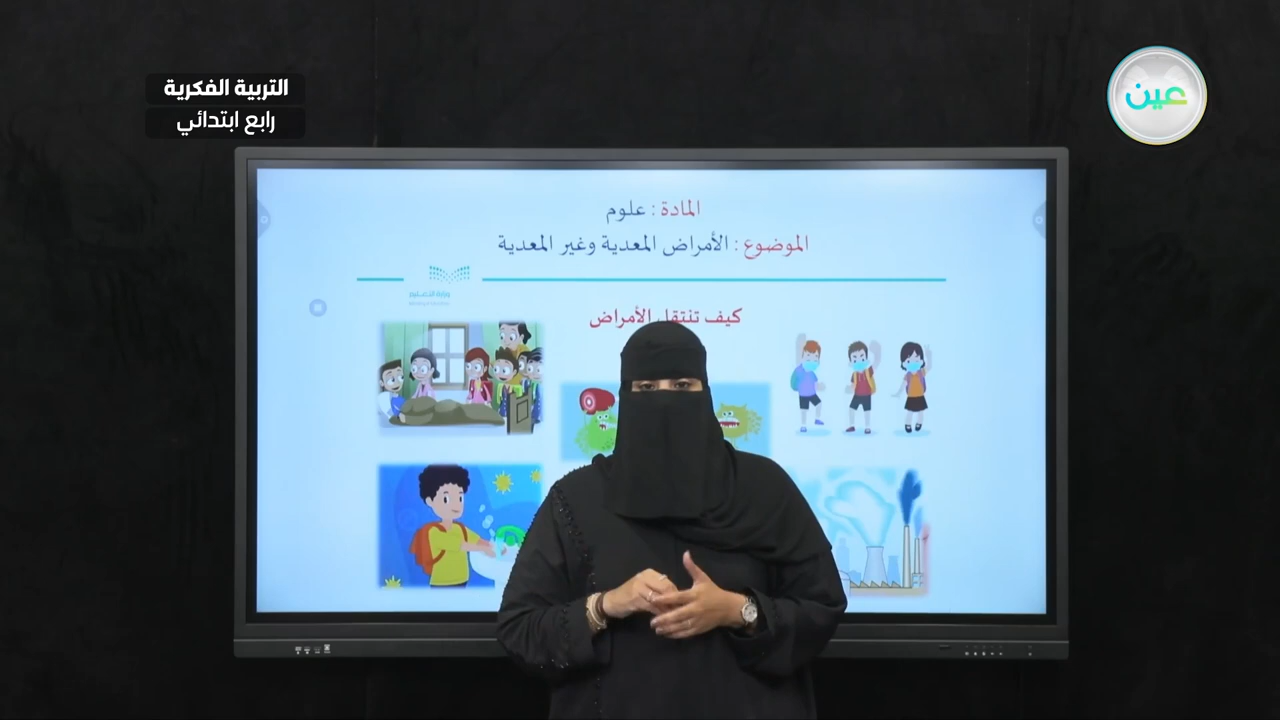 التربية الفكرية
رابع ابتدائي
عين
المادة : علوم
الموضوع : الأمراض المعدية وغير المعدية
كيف تنتقل الأمراض